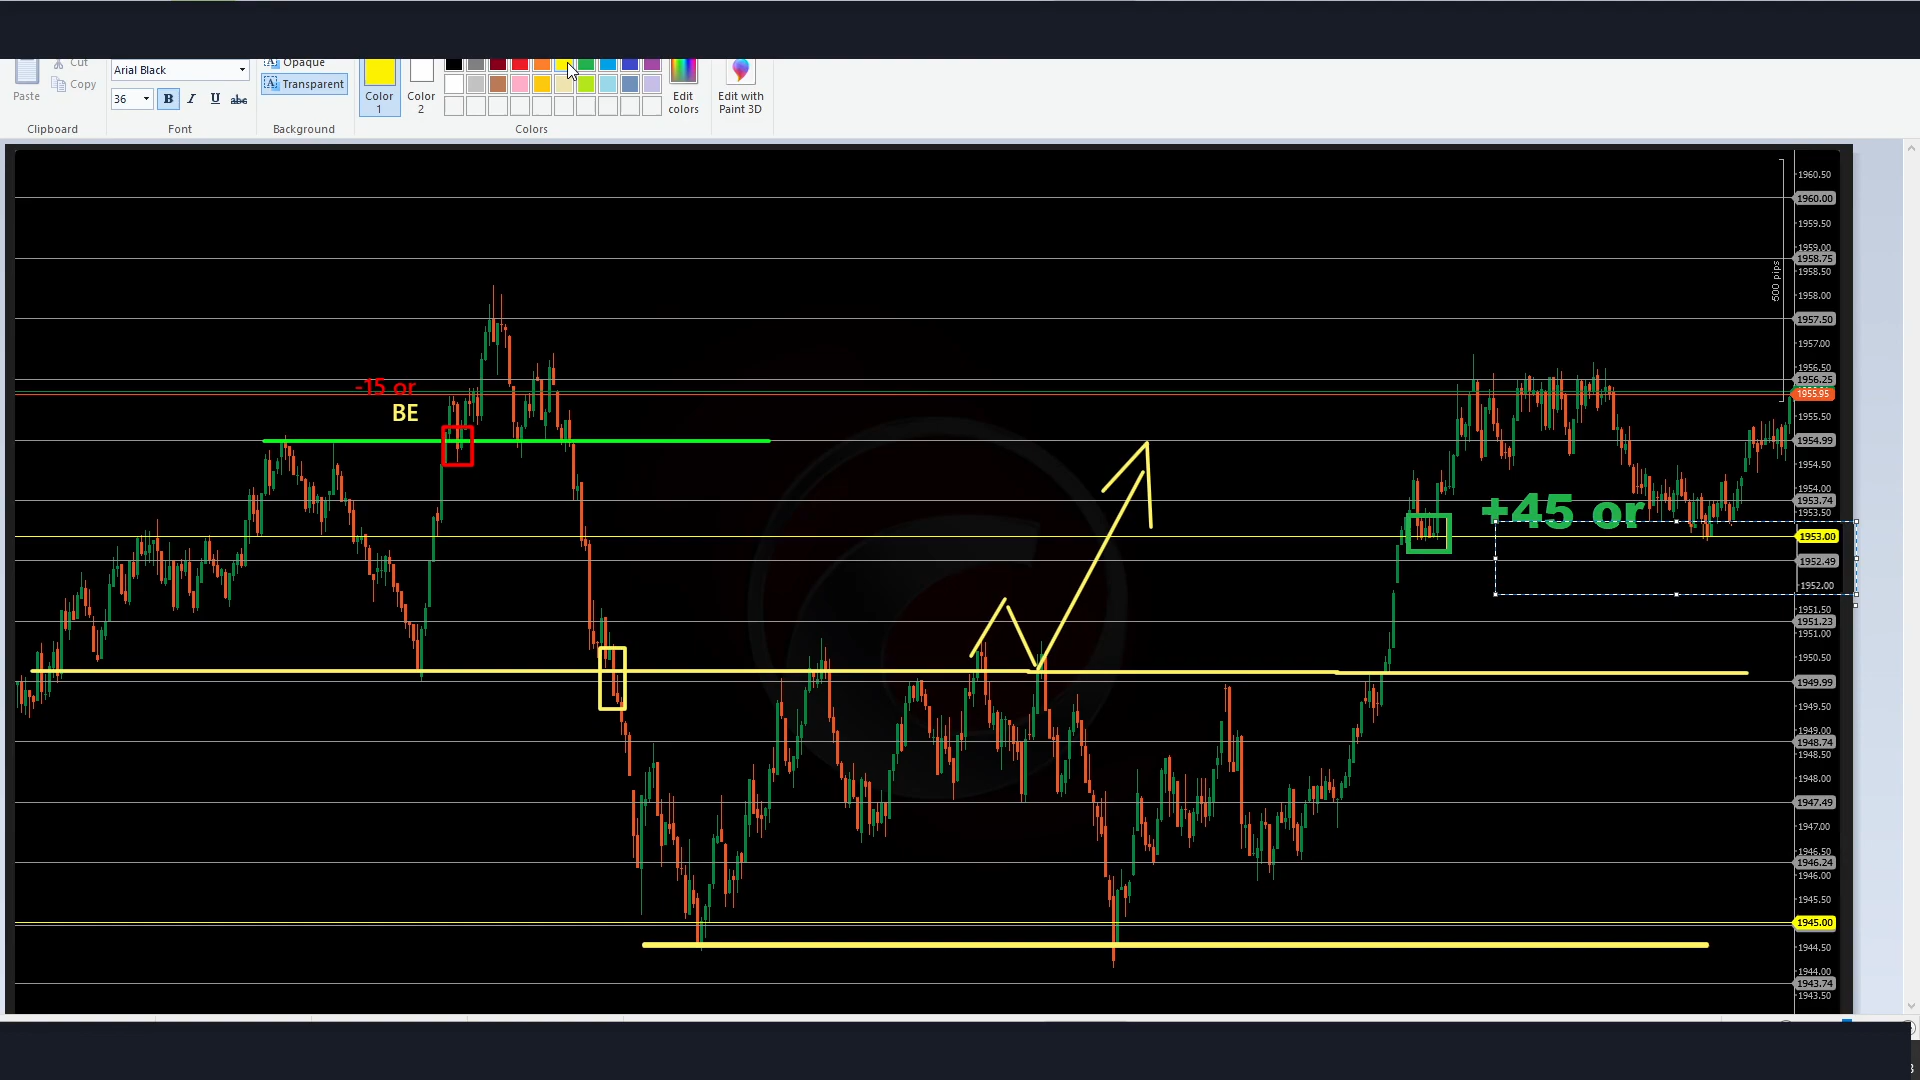 Cut
Paste
Copy
Clipboard
Arial Black
36
B
I
U
abc
Font
Opaque
Transparent
Background
Color
1
Color
2
Edit
colors
Colors
Edit with
Paint 3D
-15 or
BE
+45 or
500 pips
1960.50
1960.00
1959.50
1959.00
1958.75
1958.50
1958.00
1957.50
1957.00
1956.50
1956.25
1955.95
1955.50
1954.99
1954.50
1954.00
1953.74
1953.50
1953.00
1952.49
1952.00
1951.50
1951.23
1951.00
1950.50
1949.99
1949.50
1949.00
1948.74
1948.50
1948.00
1947.49
1947.00
1946.50
1946.24
1946.00
1945.50
1945.00
1944.50
1944.00
1943.74
1943.50